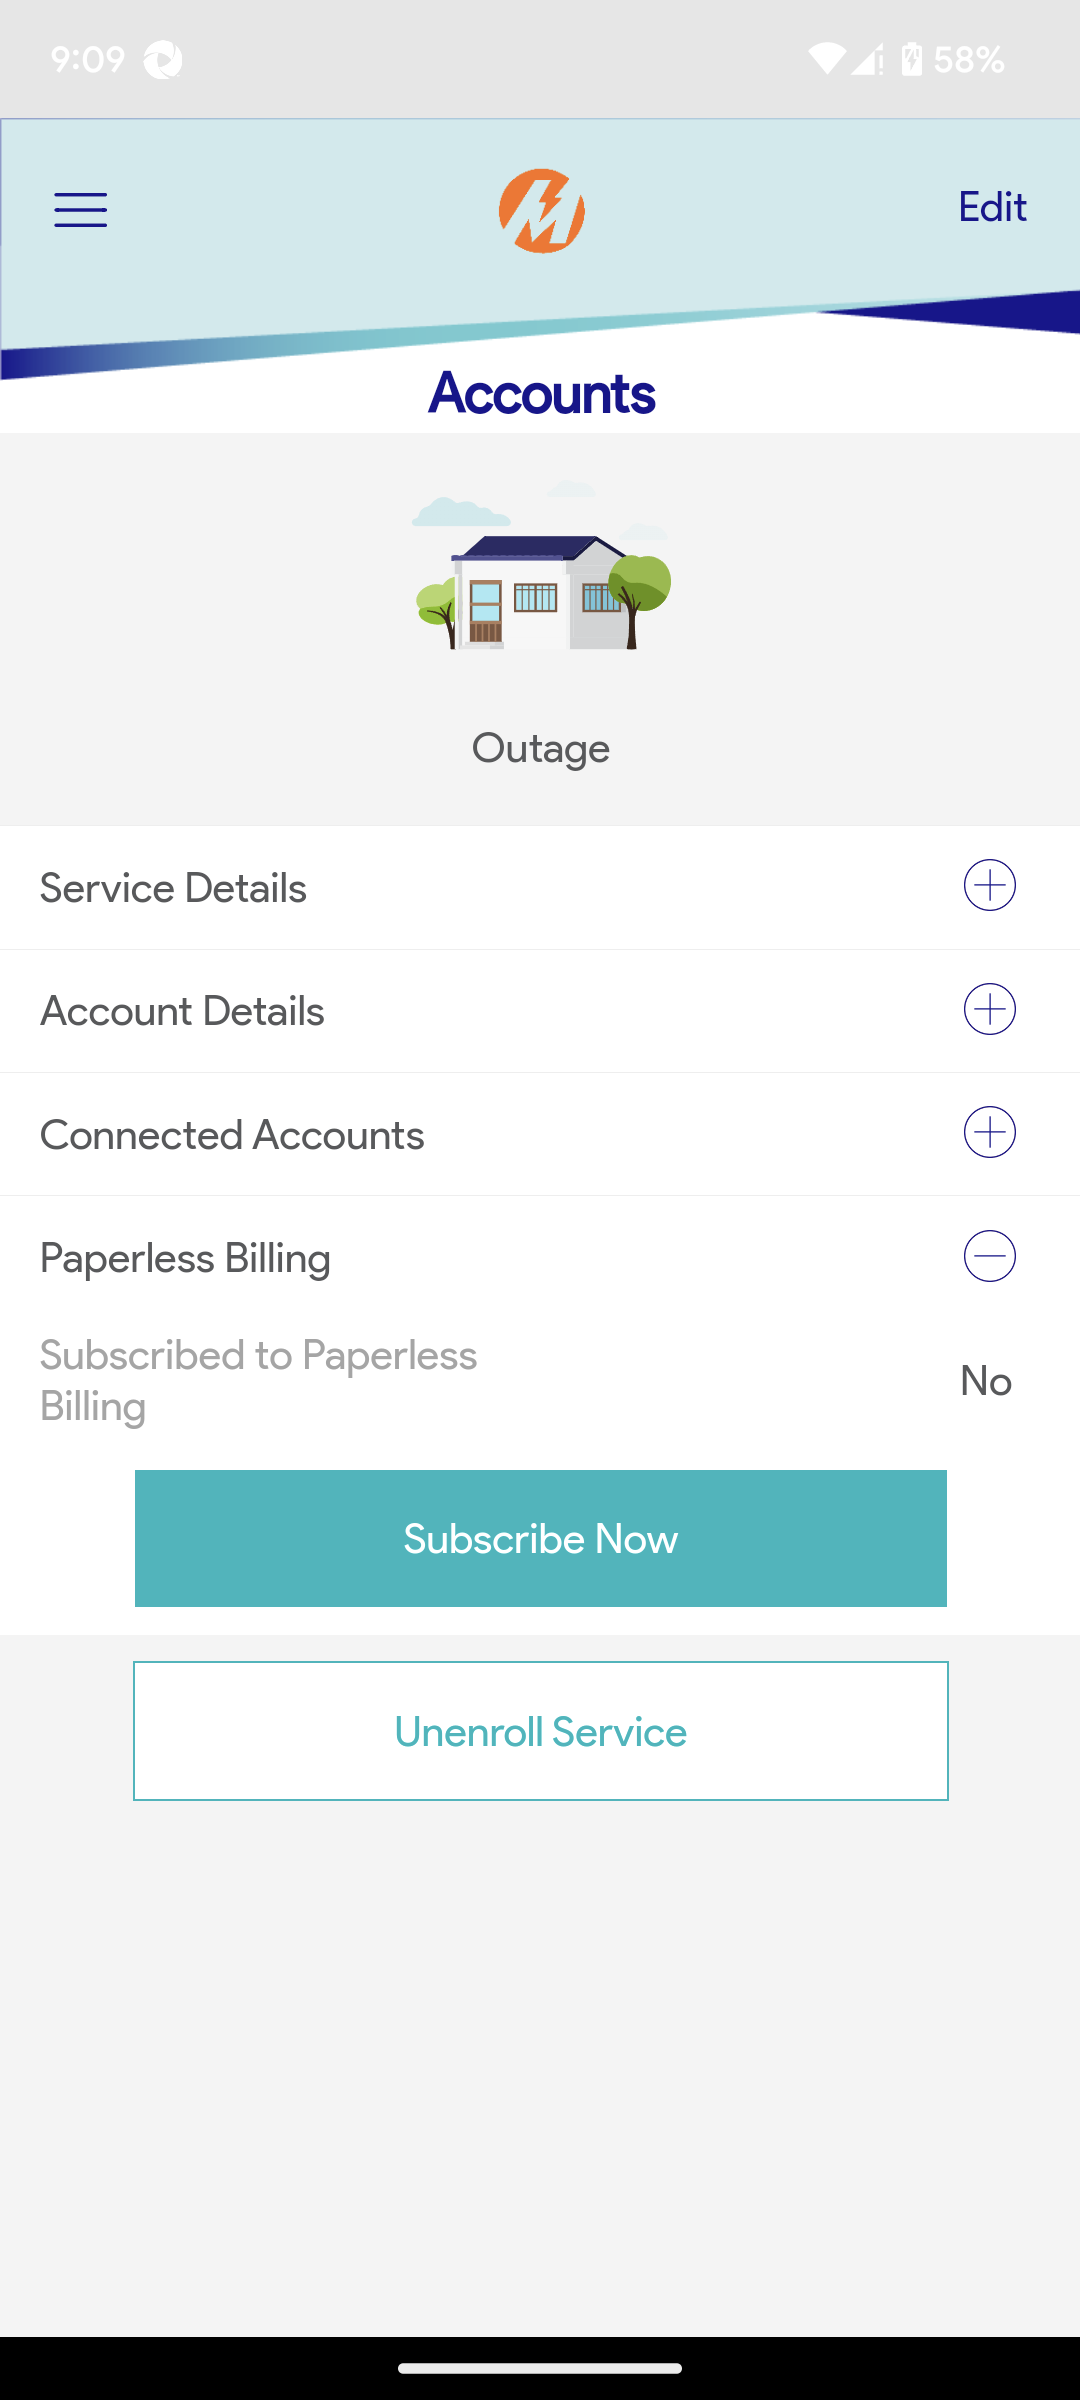 9:09
58%
Edit
Accounts
Outage
Service Details
Account Details
Connected Accounts
Paperless Billing
Subscribed to Paperless
Billing
No
Subscribe Now
Unenroll Service